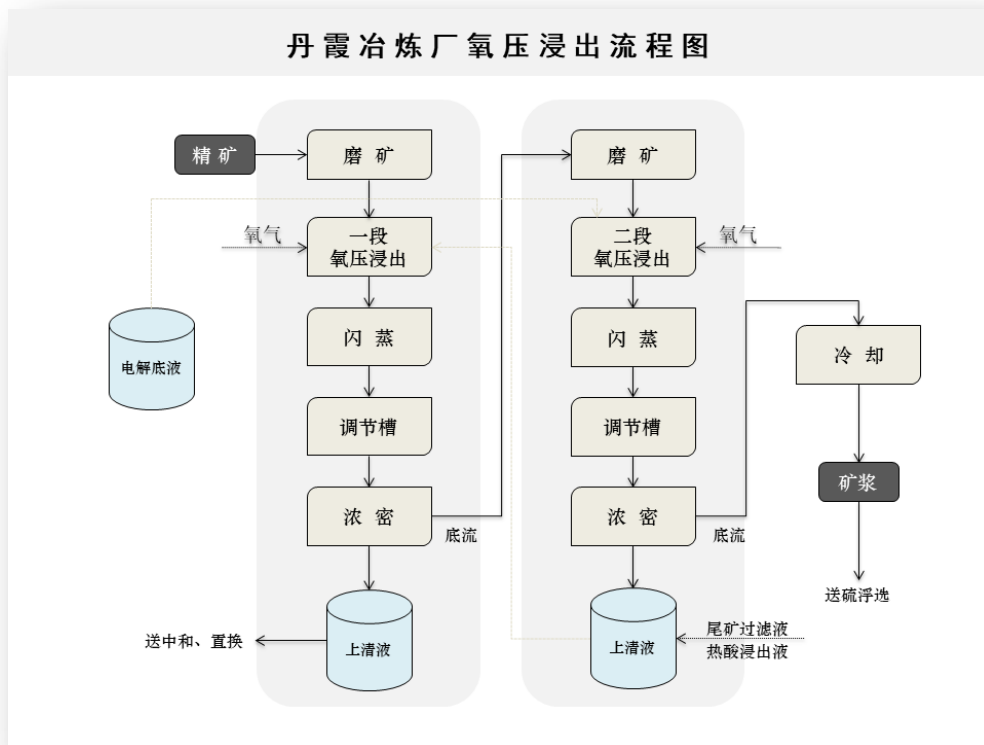 丹霞冶炼厂氧压浸出流程图
精矿
磨矿
氧气
一段
氧压浸出
闪蒸
调节槽
浓密
底流
上清液
送中和、置换
电解底液
磨矿
二段
氧压浸出
氧气
闪蒸
调节槽
浓密
底流
上清液
尾矿过滤液
热酸浸出液
冷却
矿浆
送硫浮选